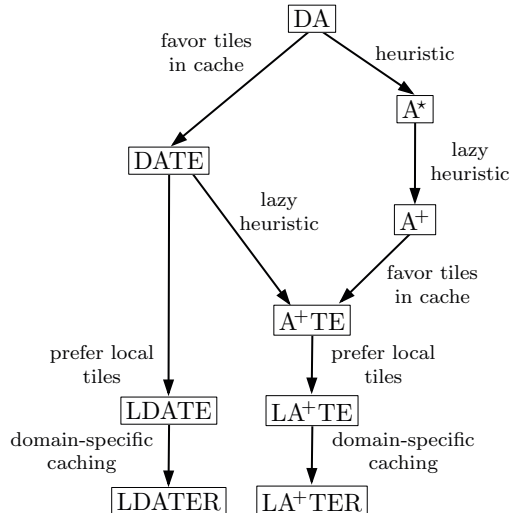 DA
favor tiles
in cache
heuristic
A⋆
DATE
lazy
heuristic
lazy
heuristic
A⁺
favor tiles
in cache
A⁺TE
prefer local
tiles
prefer local
tiles
LDATE
LA⁺TE
domain-specific
caching
domain-specific
caching
LDATER
LA⁺TER